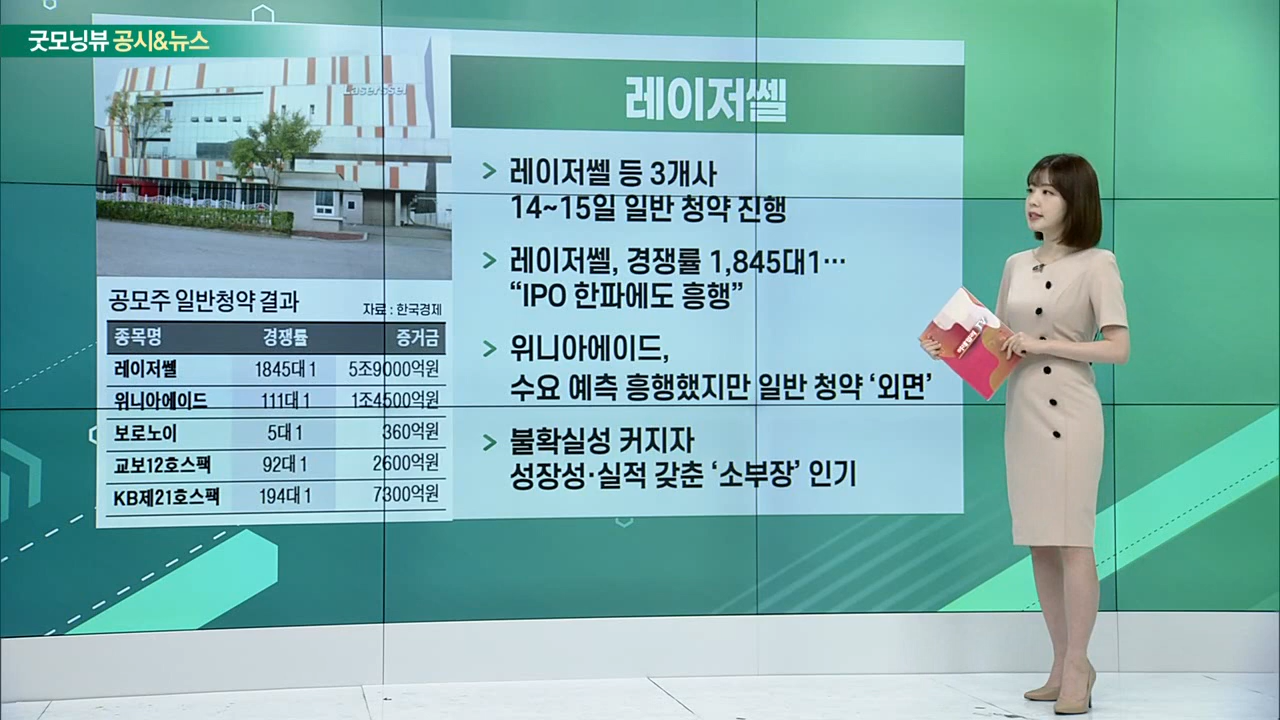 굿모닝뷰 공시&뉴스
Laserssel
레이저쎌
> 레이저쎌 등 3개사
14~15일 일반 청약 진행
> 레이저쎌, 경쟁률 1,845대1…
“IPO 한파에도 흥행”
> 위니아에이드,
수요 예측 흥행했지만 일반 청약 ‘외면’
> 불확실성 커지자
성장성·실적 갖춘 ‘소부장’ 인기
공모주 일반청약 결과
자료 : 한국경제
종목명 경쟁률 증거금
레이저쎌 1845대 1 5조9000억원
위니아에이드 111대 1 1조4500억원
보로노이 5대 1 360억원
교보12호스팩 92대 1 2600억원
KB제21호스팩 194대 1 7300억원